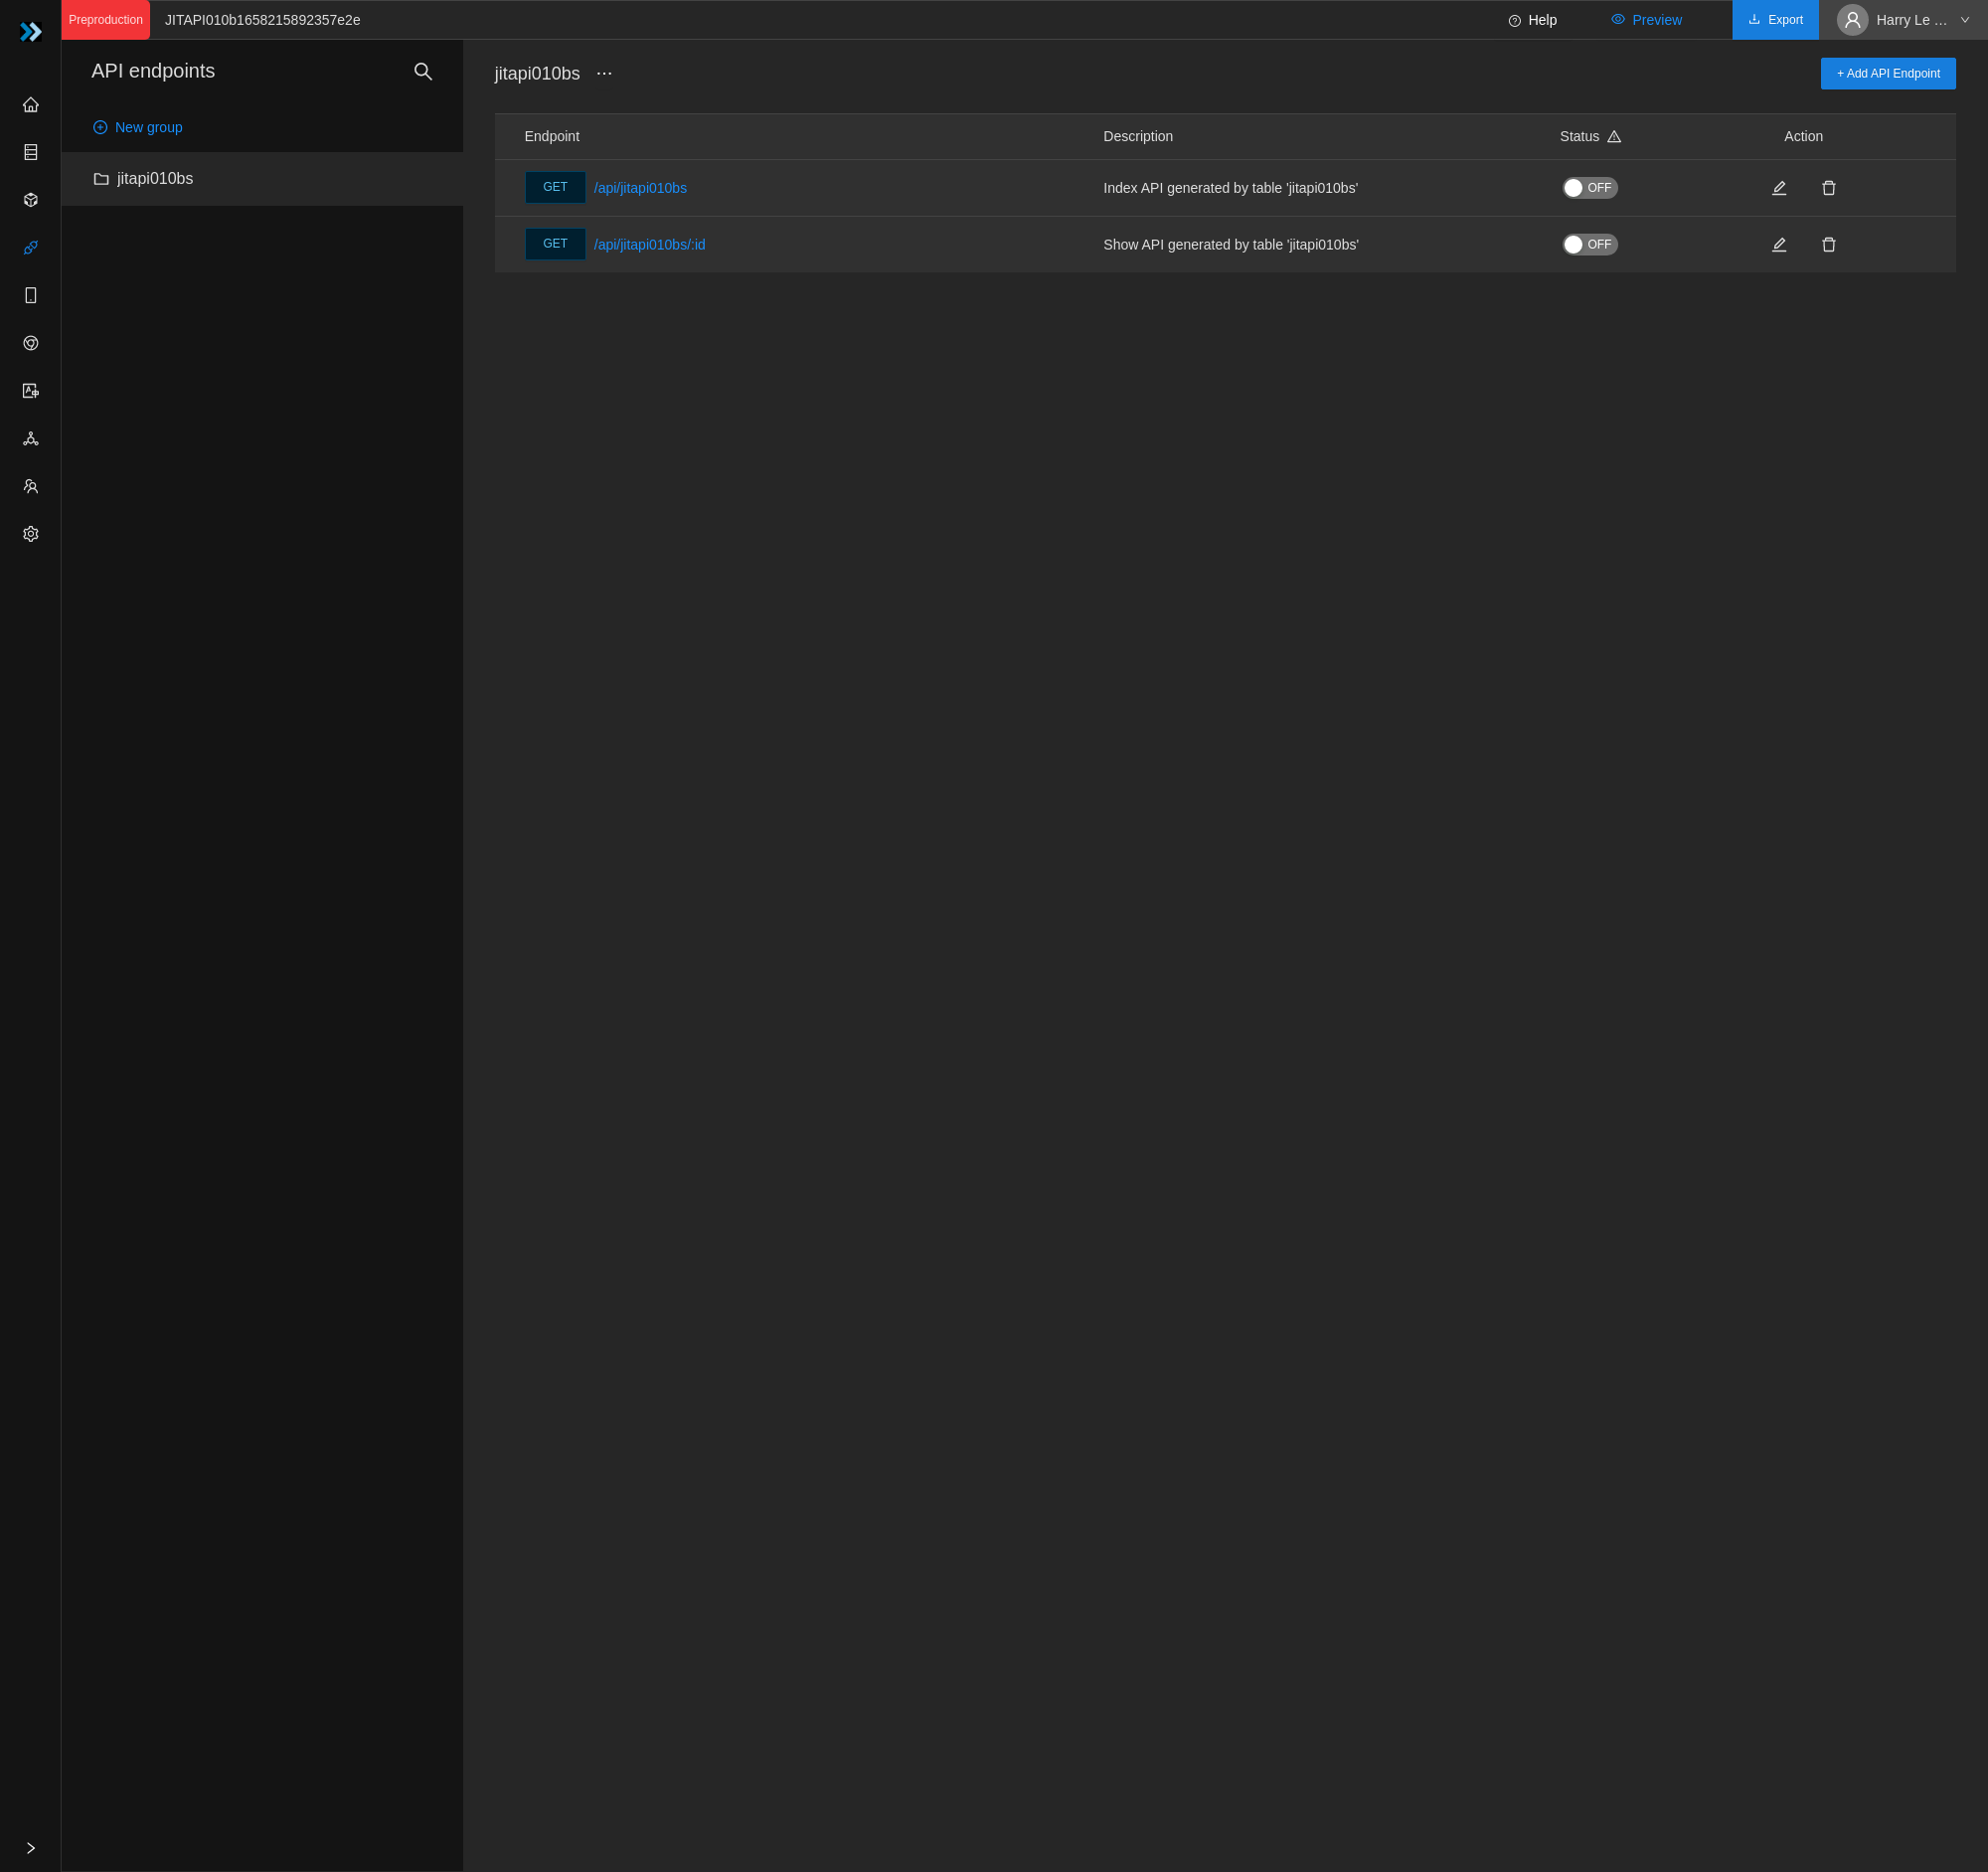 Preproduction JITAPI010b1658215892357e2e Help Preview Export Harry Le ...
API endpoints
New group
jitapi010bs
jitapi010bs ...
+ Add API Endpoint
Endpoint Description Status Action
GET /api/jitapi010bs Index API generated by table 'jitapi010bs' OFF
GET /api/jitapi010bs/:id Show API generated by table 'jitapi010bs' OFF